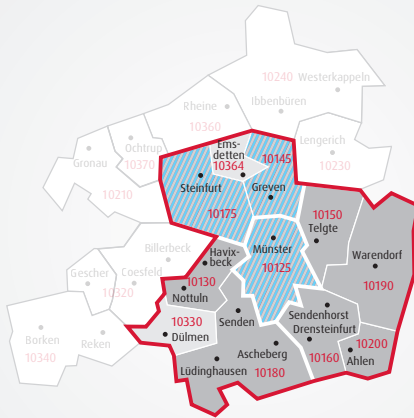 10240
Westerkappeln
Rheine
Ibbenbüren
10360
Ochtrup
Ems-
detten
10145
Lengerich
Gronau
10370
10364
10230
Steinfurt
Greven
10210
10175
10150
Telgte
Billerbeck
Havix-
beck
Münster
Warendorf
Gescher
Coesfeld
10125
10130
10320
Nottuln
10190
Sendenhorst
10330
Senden
Drensteinfurt
Borken
Dülmen
10200
Reken
Ascheberg
10160
Ahlen
10340
Lüdinghausen
10180